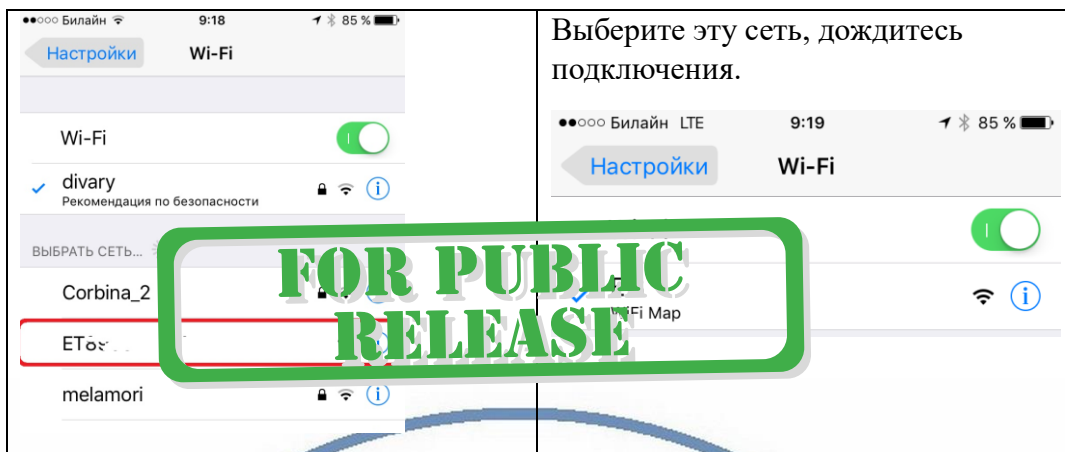 ●●○○○ Билайн 9:18 85 %
Настройки Wi-Fi
Wi-Fi
divary
Рекомендация по безопасности
ВЫБРАТЬ СЕТЬ...
Corbina_2
melamori
Выберите эту сеть, дождитесь
подключения.
●●○○○ Билайн LTE 9:19 85 %
Настройки Wi-Fi
WiFi Map
FOR PUBLIC
RELEASE